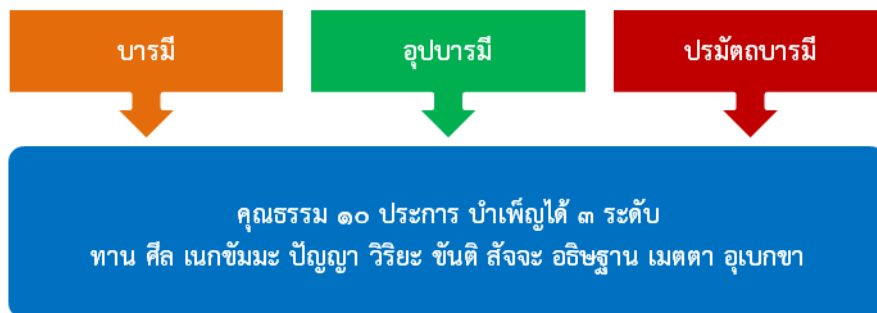 บารมี
อุปบารมี
ปรมัตถบารมี
คุณธรรม ๑๐ ประการ บำเพ็ญได้ ๓ ระดับ
ทาน ศีล เนกขัมมะ ปัญญา วิริยะ ขันติ สัจจะ อธิษฐาน เมตตา อุเบกขา